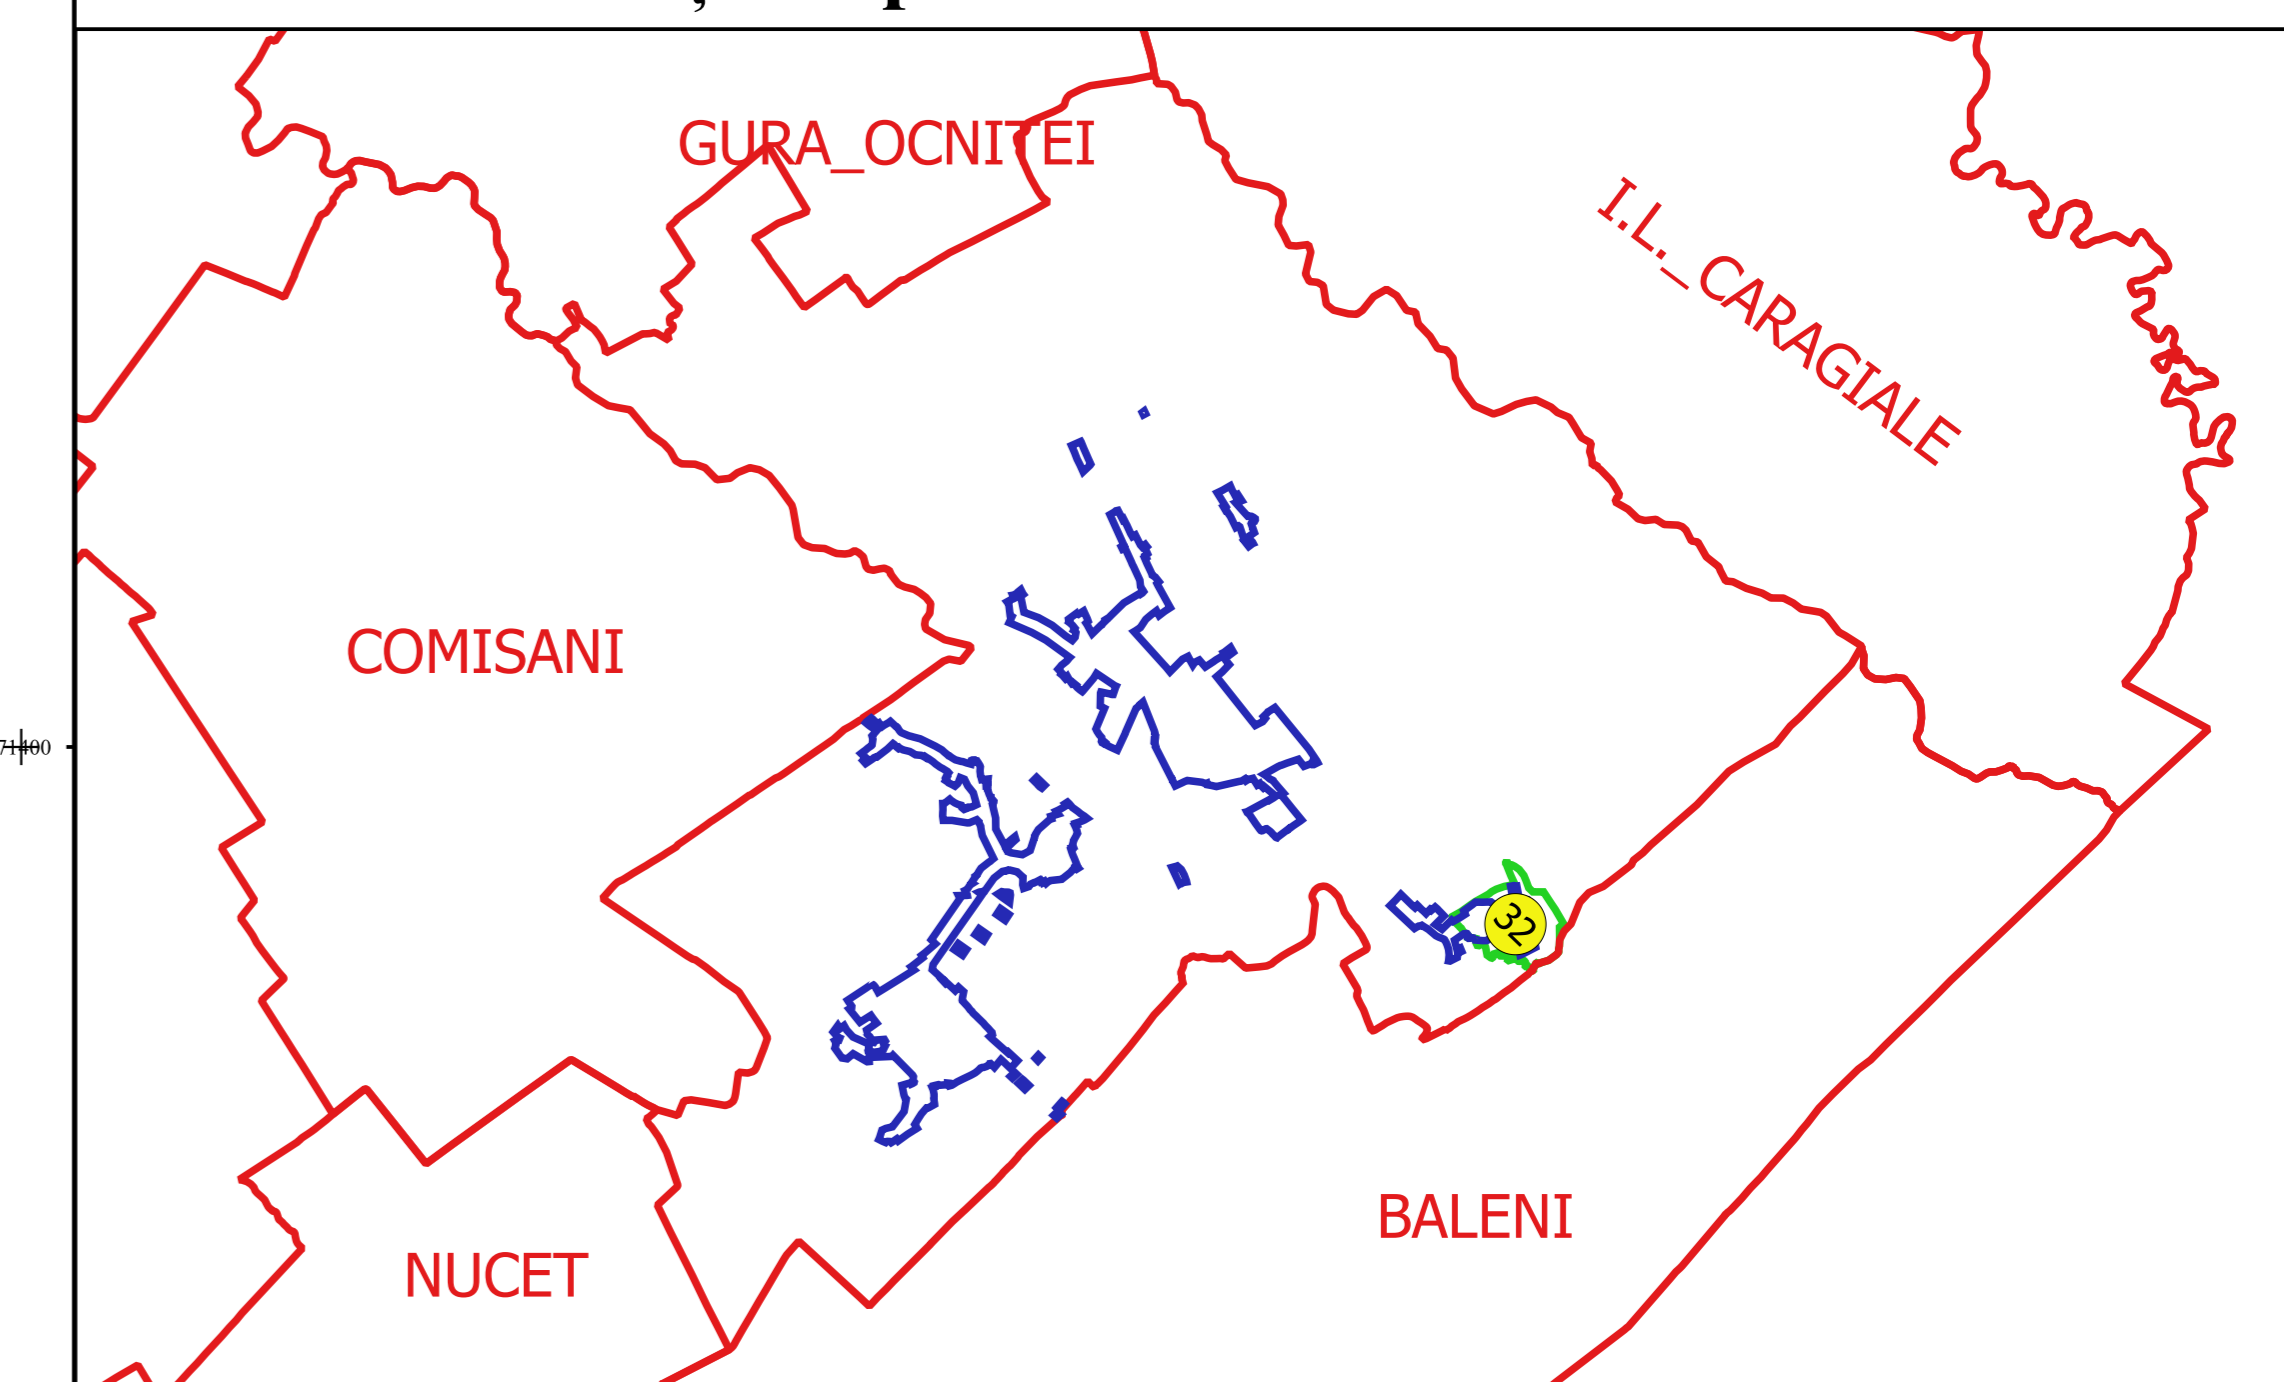 GURA_OCNITEI
I.L._CARAGIALE
COMISANI
32
BALENI
NUCET